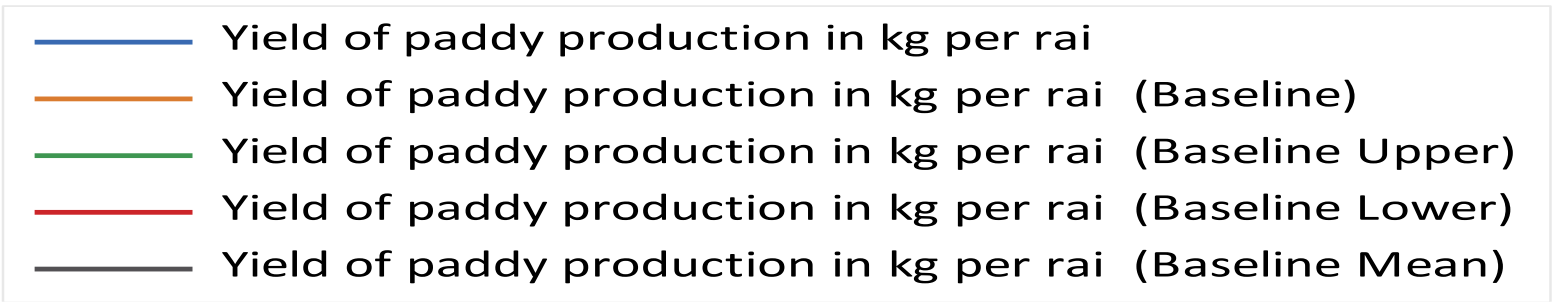 Yield of paddy production in kg per rai
Yield of paddy production in kg per rai (Baseline)
Yield of paddy production in kg per rai (Baseline Upper)
Yield of paddy production in kg per rai (Baseline Lower)
Yield of paddy production in kg per rai (Baseline Mean)